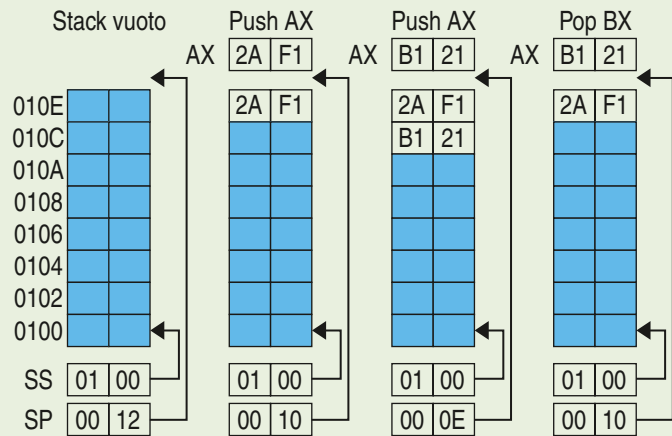 Stack vuoto Push AX Push AX Pop BX
AX 2A F1 AX B1 21 AX B1 21
010E 2A F1 2A F1 2A F1
010C B1 21
010A
0108
0106
0104
0102
0100
SS 01 00 01 00 01 00 01 00
SP 00 12 00 10 00 0E 00 10